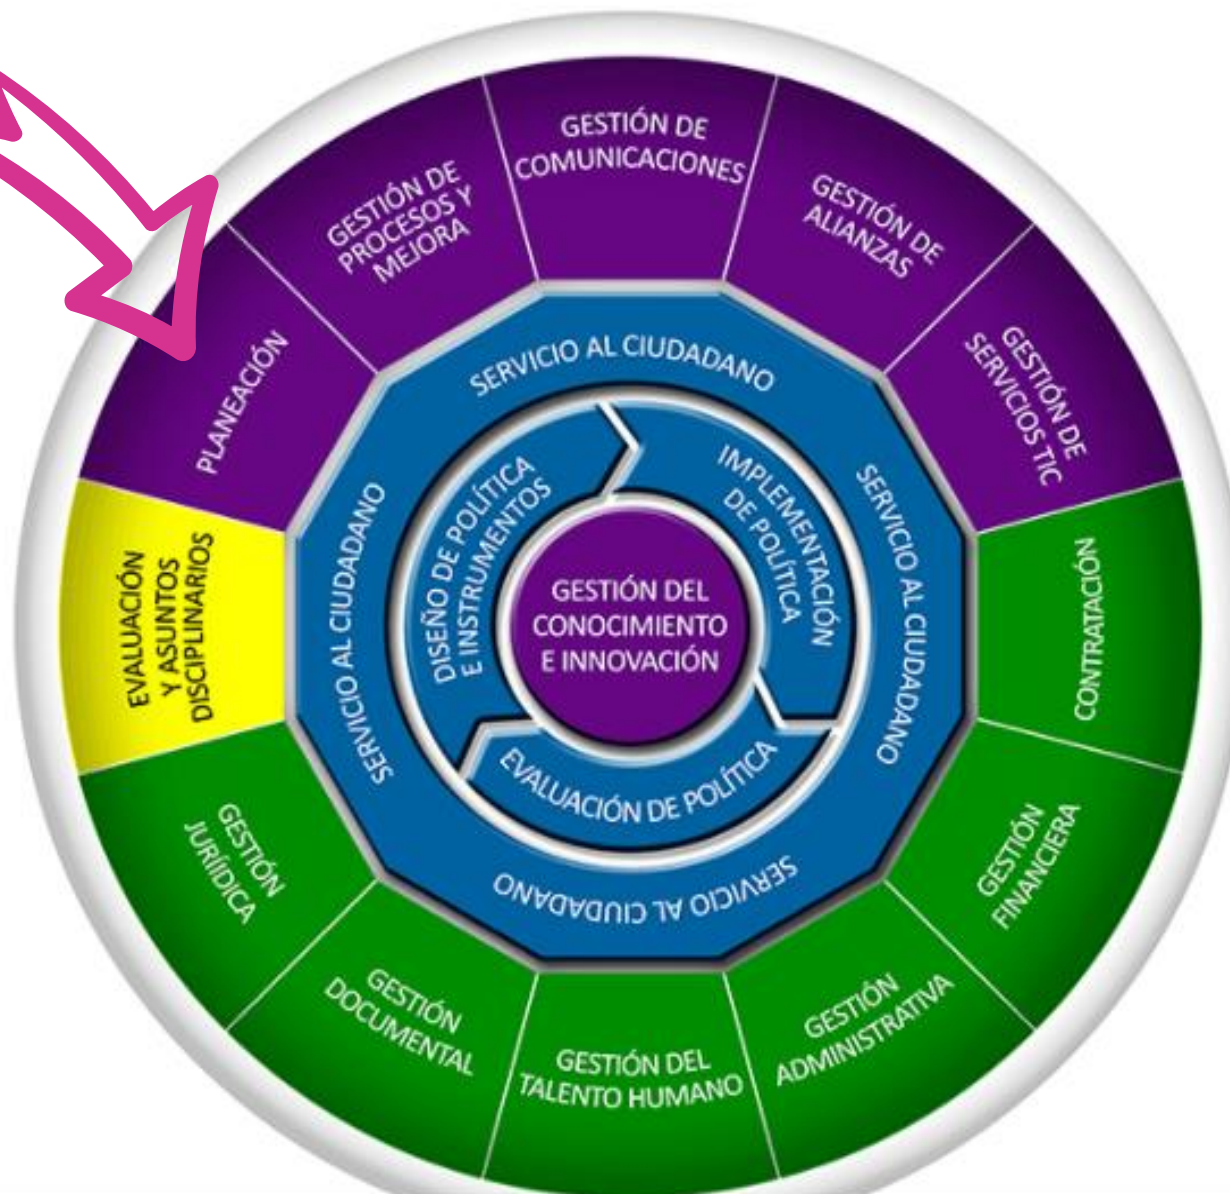 GESTIÓN DE
COMUNICACIONES
GESTIÓN DE
ALIANZAS
GESTIÓN DE
SERVICIOS TIC
CONTRATACIÓN
GESTIÓN
FINANCIERA
GESTIÓN
ADMINISTRATIVA
GESTIÓN DEL
TALENTO HUMANO
GESTIÓN
DOCUMENTAL
GESTIÓN
JURÍIDICA
EVALUACIÓN
Y ASUNTOS
DISCIPLINARIOS
PLANEACIÓN
GESTIÓN DE
PROCESOS Y
MEJORA
SERVICIO AL CIUDADANO
SERVICIO AL CIUDADANO
SERVICIO AL CIUDADANO
SERVICIO AL CIUDADANO
DISEÑO DE POLÍTICA
E INSTRUMENTOS
IMPLEMENTACIÓN
DE POLÍTICA
EVALUACIÓN DE POLÍTICA
GESTIÓN DEL
CONOCIMIENTO
E INNOVACIÓN